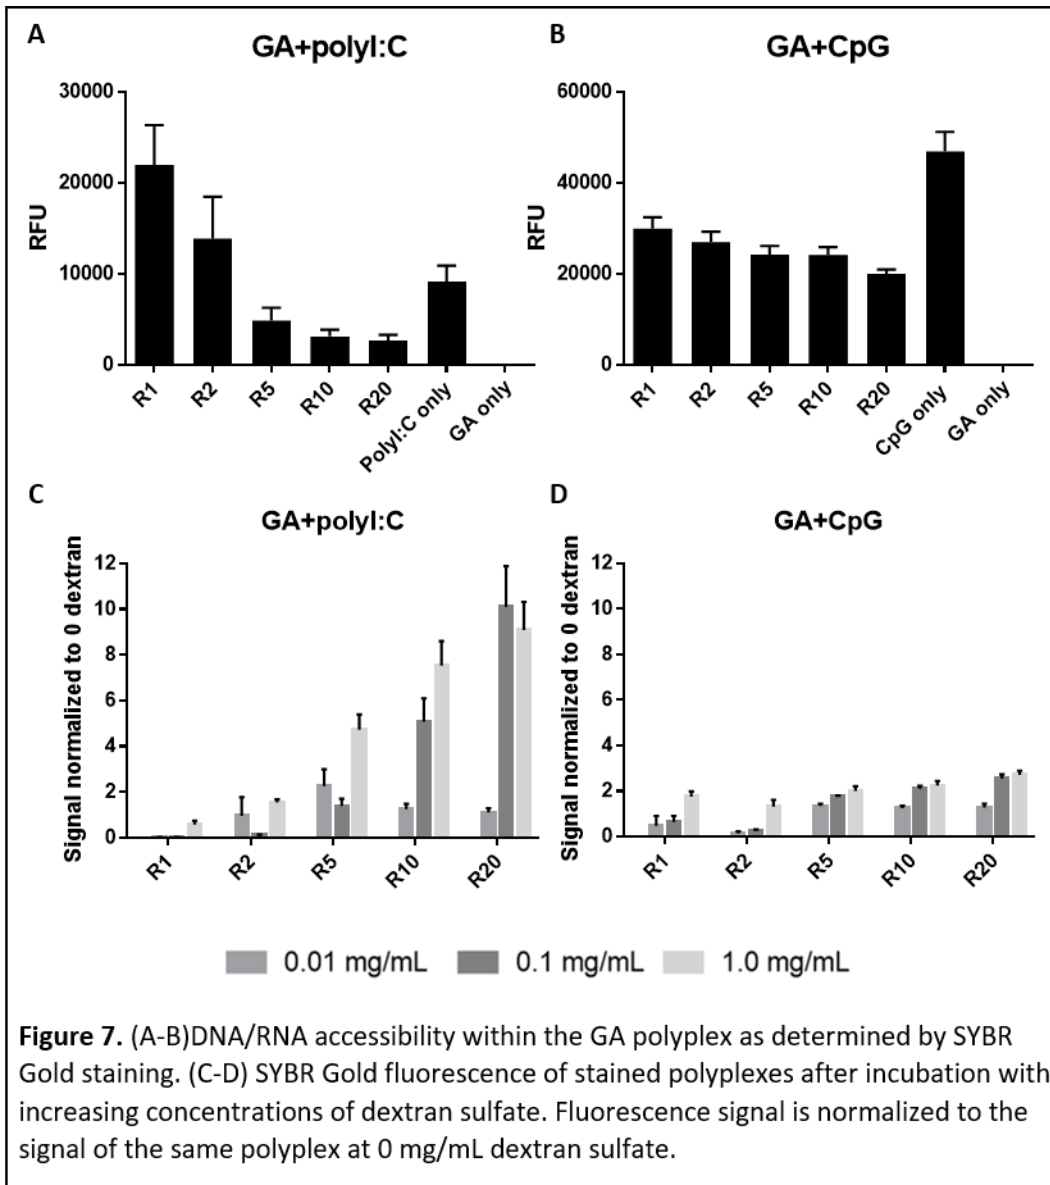 A
GA+polyI:C
30000
20000
10000
0
RFU
R1
R2
R5
R10
R20
PolyI:C only
GA only
B
GA+CpG
60000
40000
20000
0
RFU
R1
R2
R5
R10
R20
CpG only
GA only
C
GA+polyI:C
12
10
8
6
4
2
0
Signal normalized to 0 dextran
R1
R2
R5
R10
R20
D
GA+CpG
12
10
8
6
4
2
0
Signal normalized to 0 dextran
R1
R2
R5
R10
R20
0.01 mg/mL 0.1 mg/mL 1.0 mg/mL
Figure 7. (A-B)DNA/RNA accessibility within the GA polyplex as determined by SYBR
Gold staining. (C-D) SYBR Gold fluorescence of stained polyplexes after incubation with
increasing concentrations of dextran sulfate. Fluorescence signal is normalized to the
signal of the same polyplex at 0 mg/mL dextran sulfate.